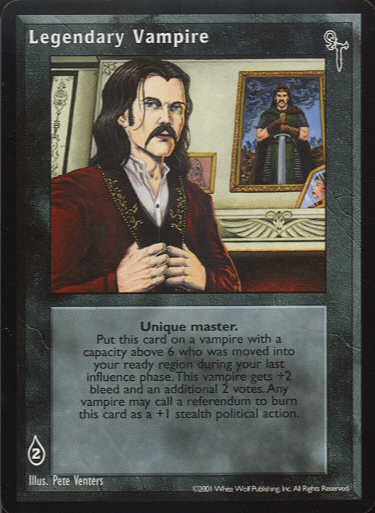 Legendary Vampire
Unique master.
Put this card on a vampire with a
capacity above 6 who was moved into
your ready region during your last
influence phase. This vampire gets +2
bleed and an additional 2 votes. Any
vampire may call a referendum to burn
this card as a +1 stealth political action.
2
Illus. Pete Venters
©2001 White Wolf Publishing, Inc. All Rights Reserved.